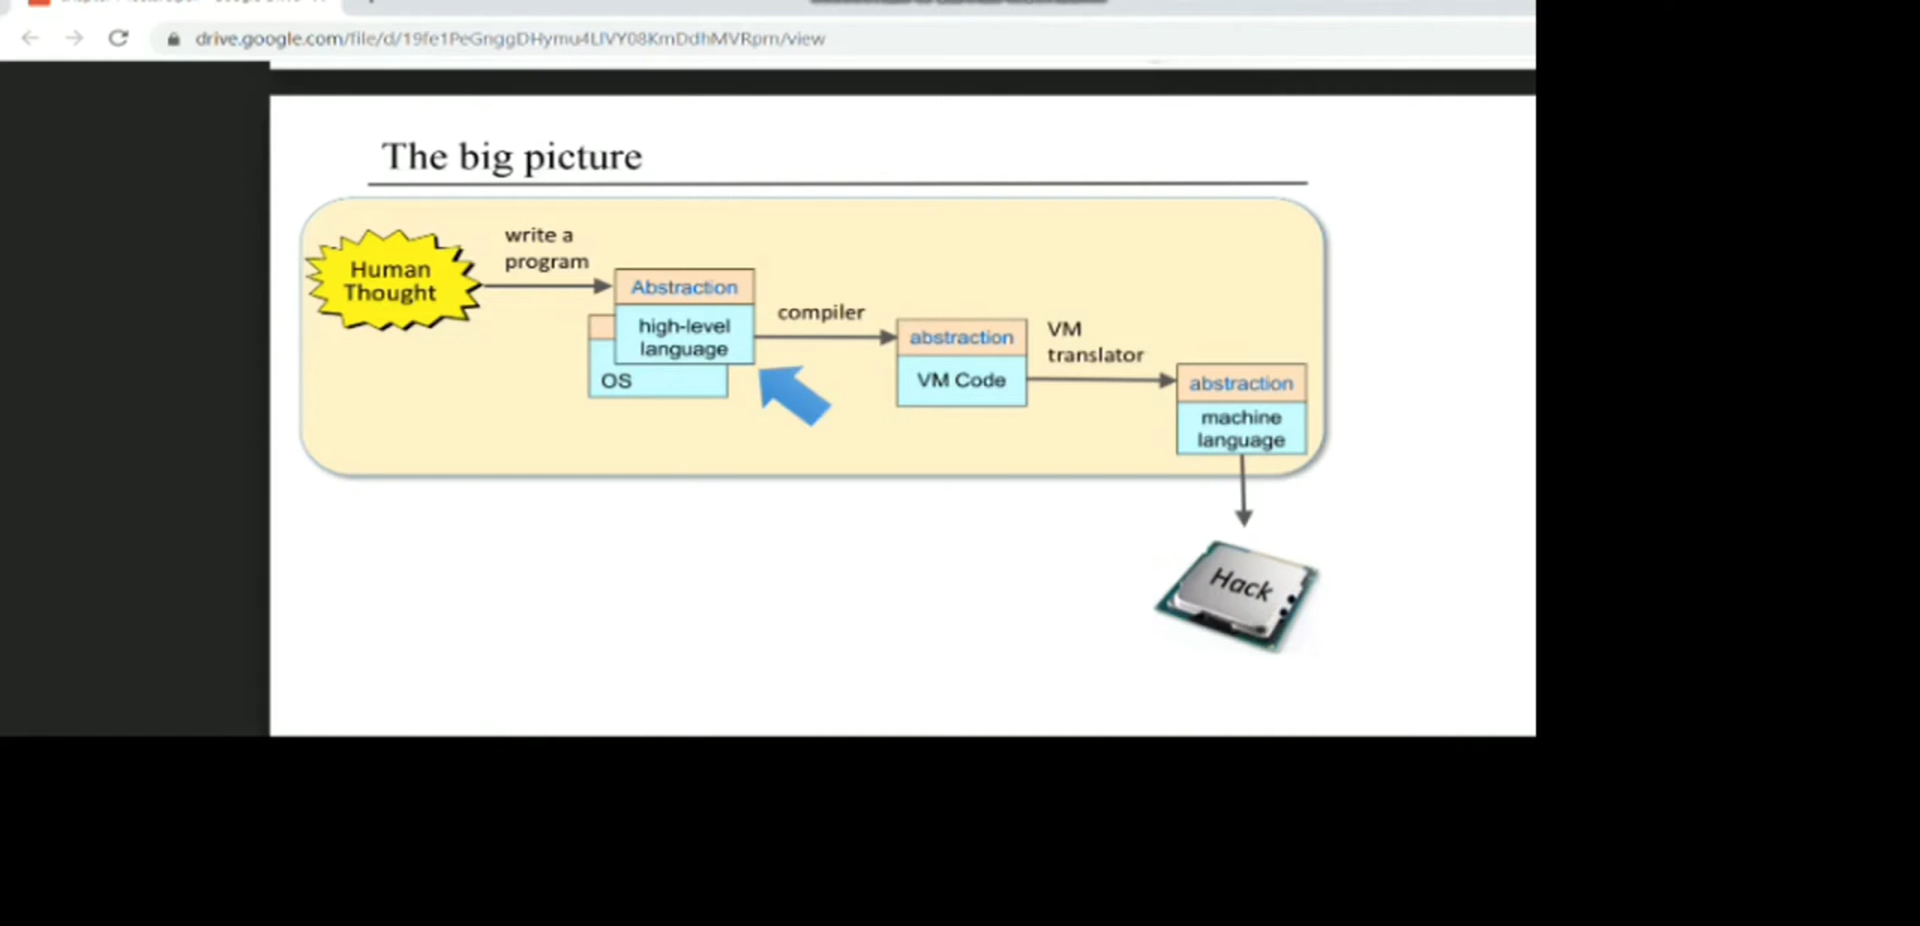 drive.google.com/file/d/19fe1PeGnggDHymu4LlVY08KmDdhMVRpm/view
The big picture
Human
Thought
write a
program
Abstraction
high-level
language
OS
compiler
abstraction
VM Code
VM
translator
abstraction
machine
language
Hack